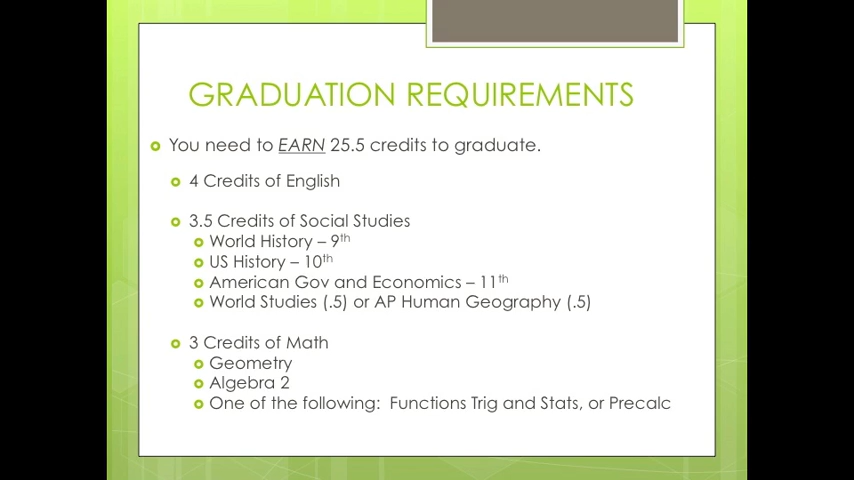 GRADUATION REQUIREMENTS
You need to EARN 25.5 credits to graduate.
4 Credits of English
3.5 Credits of Social Studies
World History – 9th
US History – 10th
American Gov and Economics – 11th
World Studies (.5) or AP Human Geography (.5)
3 Credits of Math
Geometry
Algebra 2
One of the following:  Functions Trig and Stats, or Precalc